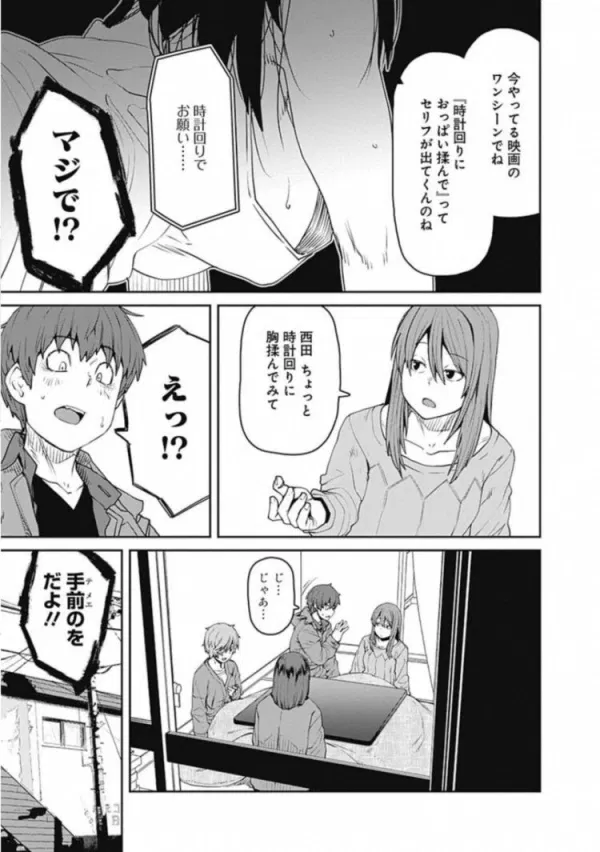 今やってる映画の
ワンシーンでね
『時計回りに
おっぱい揉んで』って
セリフが出てくんのね
時計回りで
お願い……
マジで!?
西田 ちょっと
時計回りに
胸揉んでみて
えっ!?
じ…
じゃあ…
手前のを
テメエ
だよ!!